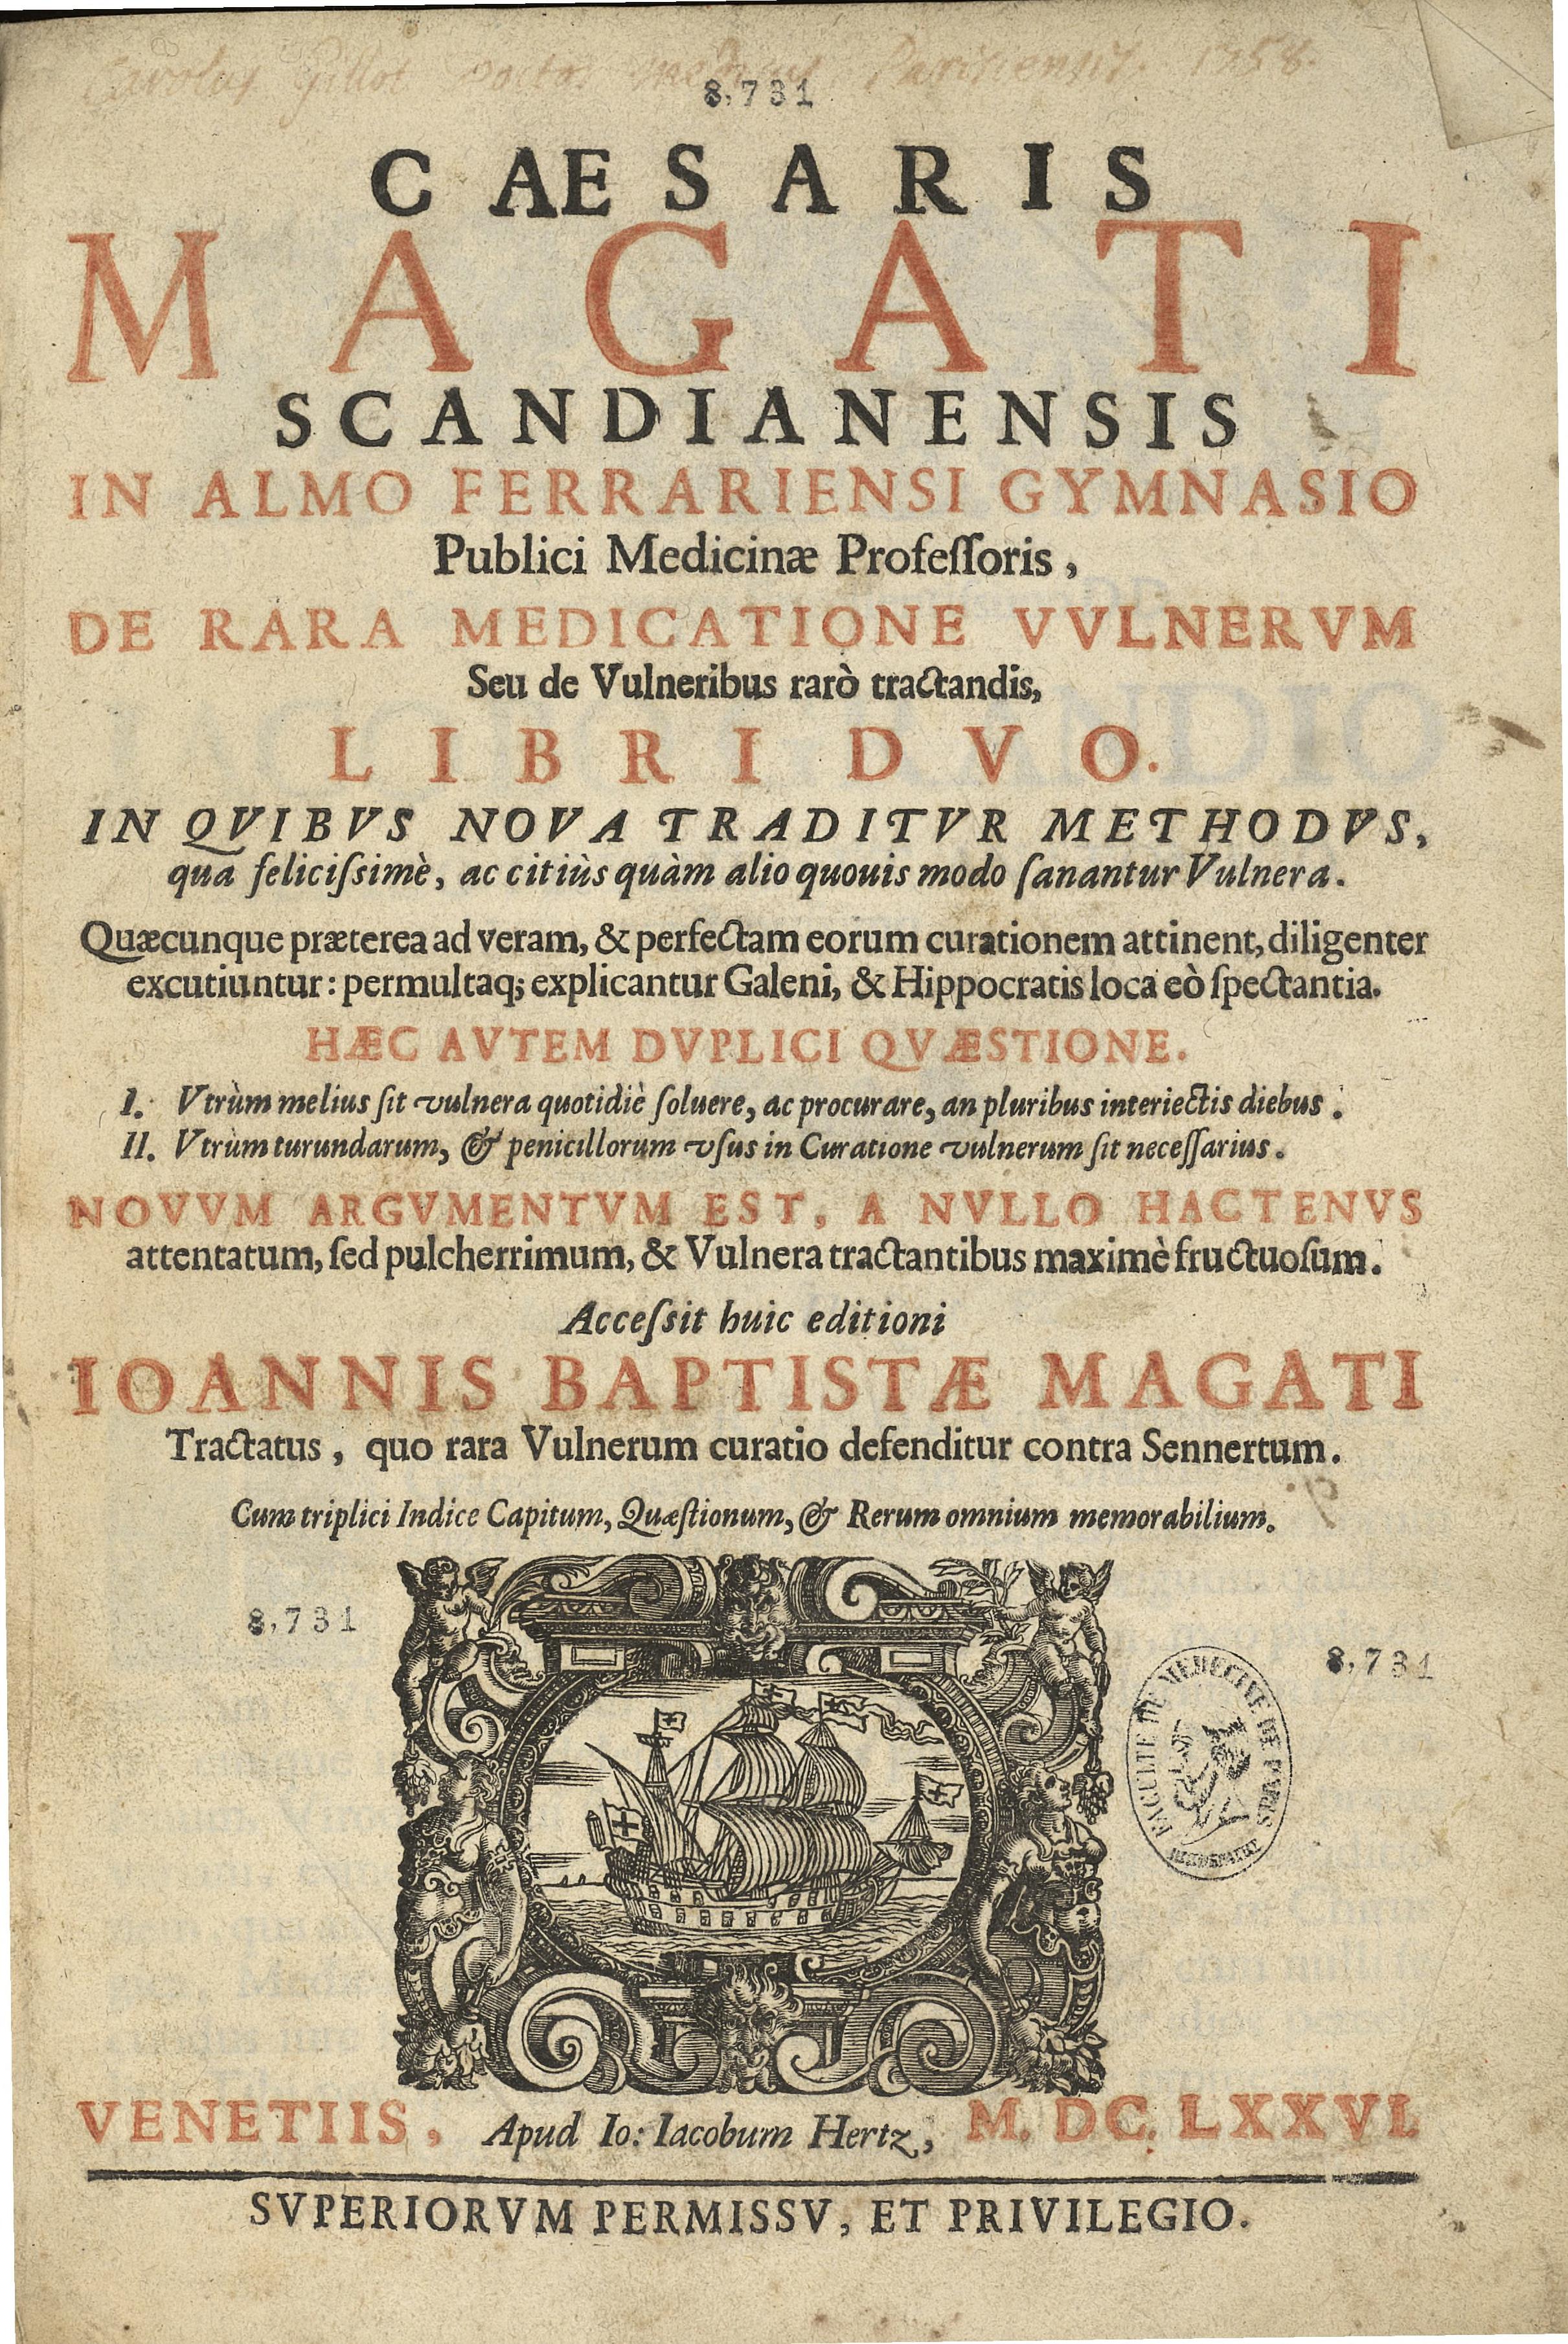 Carolus Gillot Doctor medicus Parisiensis. 1758.
8,731
CAESARIS
MAGATI
SCANDIANENSIS
IN ALMO FERRARIENSI GYMNASIO
Publici Medicinæ Profeſſoris,
DE RARA MEDICATIONE VVLNERVM
Seu de Vulneribus rarò tractandis,
LIBRI DVO.
IN QVIBVS NOVA TRADITVR METHODVS,
qua feliciſsimè, ac citiùs quàm alio quouis modo ſanantur Vulnera.
Quæcunque præterea ad veram, & perfectam eorum curationem attinent, diligenter
excutiuntur: permultaq; explicantur Galeni, & Hippocratis loca eò ſpectantia.
HÆC AVTEM DVPLICI QVÆSTIONE.
I. Vtrùm melius ſit vulnera quotidiè ſoluere, ac procurare, an pluribus interiectis diebus.
II. Vtrùm turundarum, & penicillorum vſus in Curatione vulnerum ſit neceſſarius.
NOVVM ARGVMENTVM EST, A NVLLO HACTENVS
attentatum, ſed pulcherrimum, & Vulnera tractantibus maximè fructuoſum.
Acceſsit huic editioni
IOANNIS BAPTISTÆ MAGATI
Tractatus, quo rara Vulnerum curatio defenditur contra Sennertum.
Cum triplici Indice Capitum, Quæſtionum, & Rerum omnium memorabilium.
8,731
8,731
FACULTE DE MEDECINE DE PARIS
VENETIIS, Apud Io: Iacobum Hertz, M. DC. LXXVI.
SVPERIORVM PERMISSV, ET PRIVILEGIO.